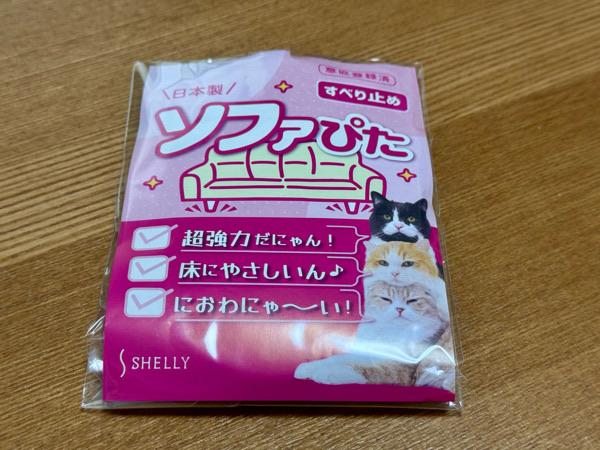 意匠登録済
\日本製/
すべり止め
ソファぴた
超強力だにゃん!
床にやさしいん♪
におわにゃ〜〜い!
SHELLY